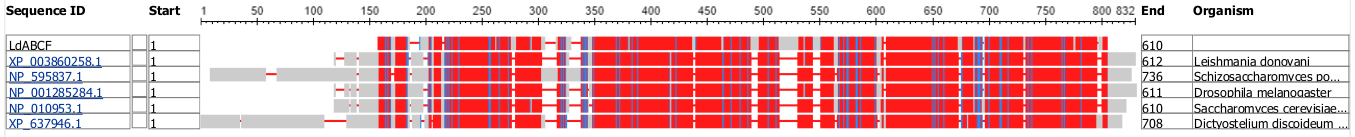 Sequence ID Start 1 50 100 150 200 250 300 350 400 450 500 550 600 650 700 750 800 832 End Organism
LdABCF 1 610
XP_003860258.1 1 612 Leishmania donovani
NP_595837.1 1 736 Schizosaccharomyces po...
NP_001285284.1 1 611 Drosophila melanogaster
NP_010953.1 1 610 Saccharomyces cerevisiae...
XP_637946.1 1 708 Dictyostelium discoideum ...